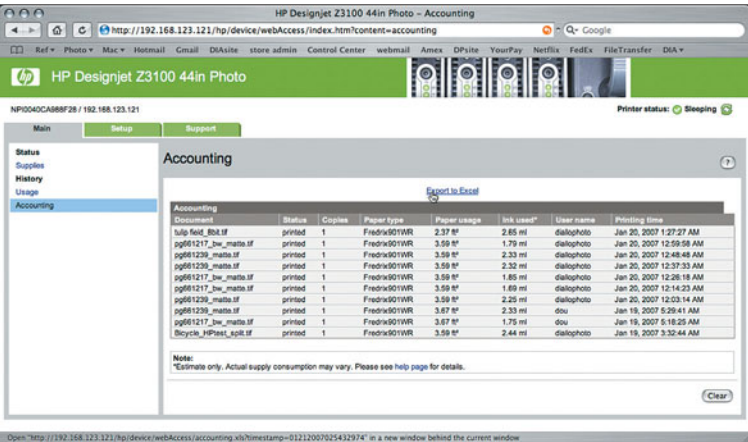 HP Designjet Z3100 44in Photo – Accounting
http://192.168.123.121/hp/device/webAccess/index.htm?content=accounting
Google
Ref Photo Mac Hotmail Gmail DIAsite store admin Control Center webmail Amex DPsite YourPay Netflix FedEx FileTransfer DIA
hp HP Designjet Z3100 44in Photo
NPI0040CA988F28 / 192.168.123.121 Printer status: Sleeping
Main Setup Support
Status
Supplies
History
Usage
Accounting
Accounting
?
Export to Excel
Accounting
Document Status Copies Paper type Paper usage Ink used* User name Printing time
tulip field_8bit.tif printed 1 Fredrix901WR 2.37 ft² 2.65 ml diallophoto Jan 20, 2007 1:27:27 AM
pg661217_bw_matte.tif printed 1 Fredrix901WR 3.59 ft² 1.79 ml diallophoto Jan 20, 2007 12:59:58 AM
pg661239_matte.tif printed 1 Fredrix901WR 3.59 ft² 2.33 ml diallophoto Jan 20, 2007 12:48:48 AM
pg661239_matte.tif printed 1 Fredrix901WR 3.59 ft² 2.32 ml diallophoto Jan 20, 2007 12:37:33 AM
pg661217_bw_matte.tif printed 1 Fredrix901WR 3.59 ft² 1.85 ml diallophoto Jan 20, 2007 12:26:18 AM
pg661217_bw_matte.tif printed 1 Fredrix901WR 3.59 ft² 1.69 ml diallophoto Jan 20, 2007 12:14:23 AM
pg661239_matte.tif printed 1 Fredrix901WR 3.59 ft² 2.25 ml diallophoto Jan 20, 2007 12:03:14 AM
pg661239_matte.tif printed 1 Fredrix901WR 3.67 ft² 2.33 ml dou Jan 19, 2007 5:29:41 AM
pg661217_bw_matte.tif printed 1 Fredrix901WR 3.67 ft² 1.75 ml dou Jan 19, 2007 5:18:25 AM
Bicycle_HPtest_split.tif printed 1 Fredrix901WR 3.59 ft² 2.44 ml diallophoto Jan 19, 2007 3:32:44 AM
Note:
*Estimate only. Actual supply consumption may vary. Please see help page for details.
Clear
Open "http://192.168.123.121/hp/device/webAccess/accounting.xls?timestamp=01212007025432974" in a new window behind the current window